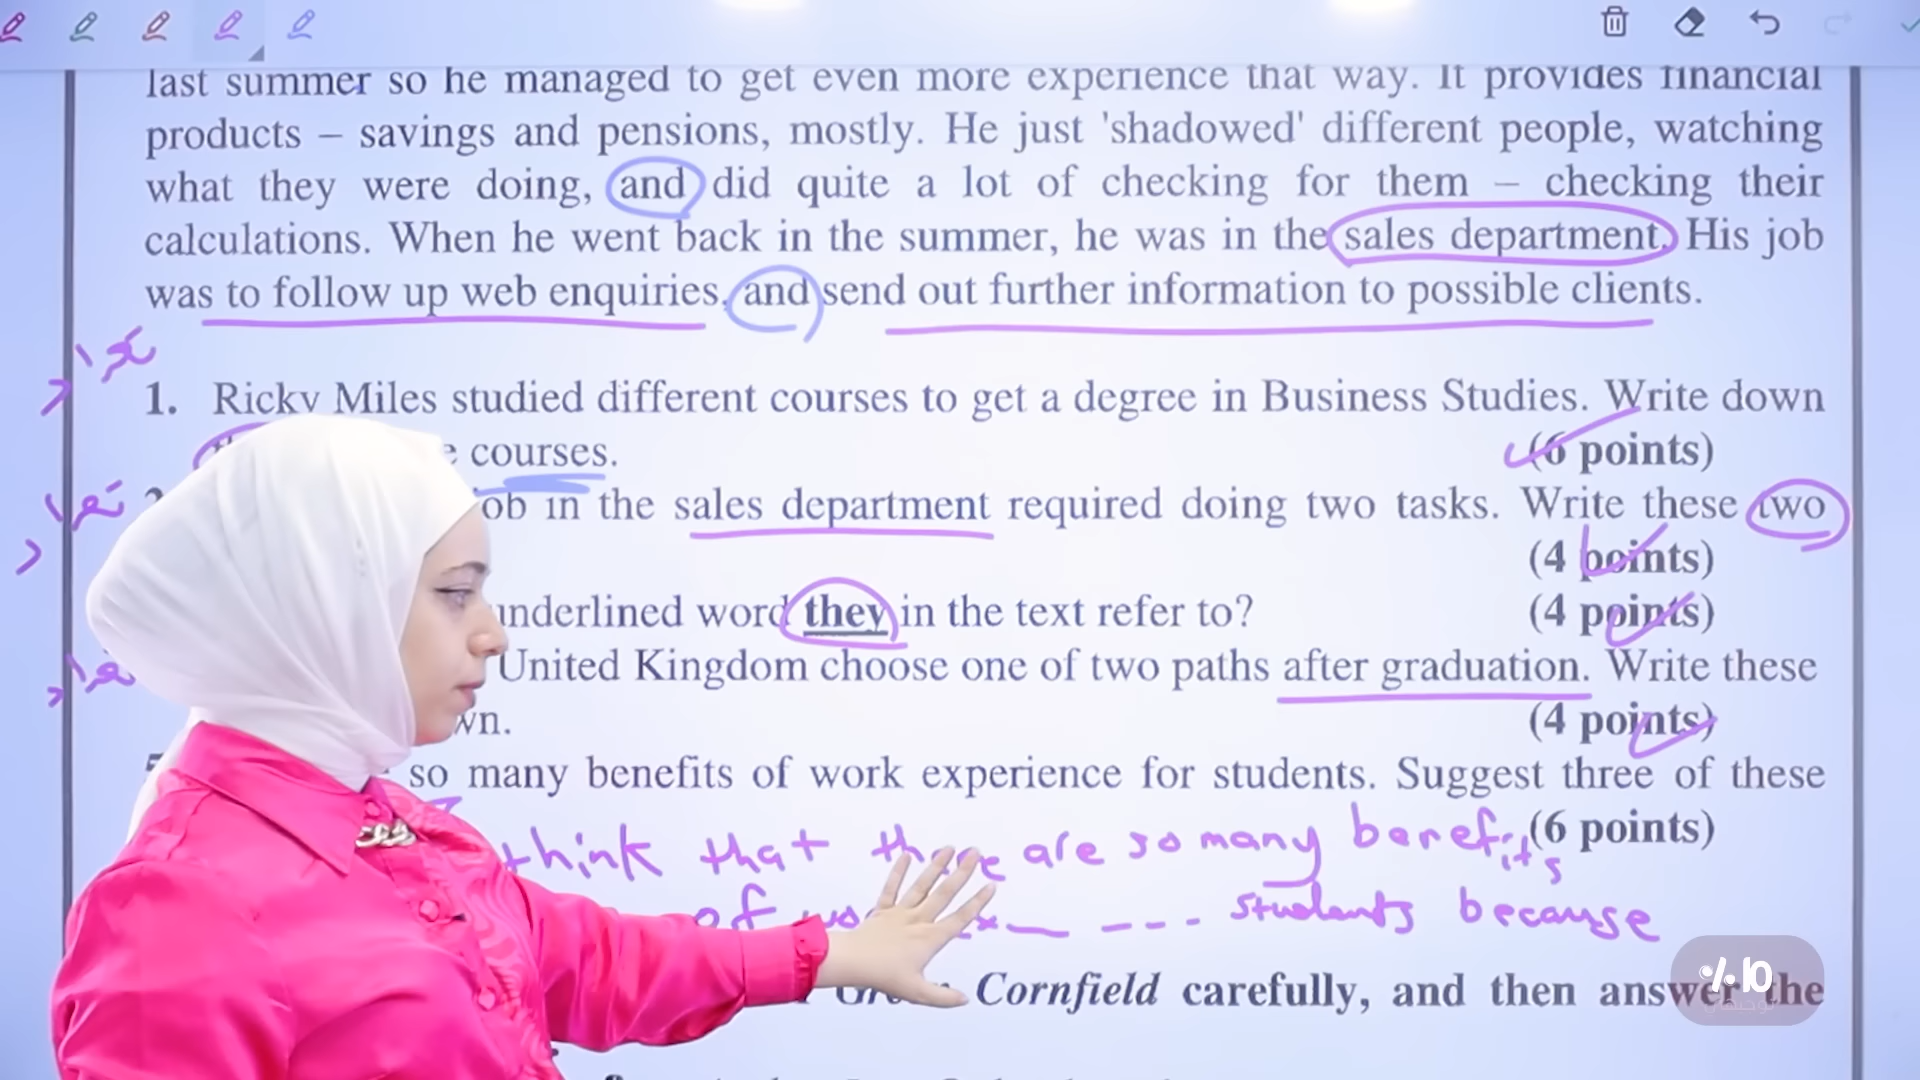 last summer so he managed to get even more experience that way. It provides financial
products – savings and pensions, mostly. He just 'shadowed' different people, watching
what they were doing, and did quite a lot of checking for them – checking their
calculations. When he went back in the summer, he was in the sales department. His job
was to follow up web enquiries, and send out further information to possible clients.
1. Ricky Miles studied different courses to get a degree in Business Studies. Write down
courses. (6 points)
in the sales department required doing two tasks. Write these two
(4 points)
word they in the text refer to? (4 points)
United Kingdom choose one of two paths after graduation. Write these
(4 points)
so many benefits of work experience for students. Suggest three of these
(6 points)
think that there are so many benefits
of --- students because
Cornfield carefully, and then answer the
%10
توجيهي